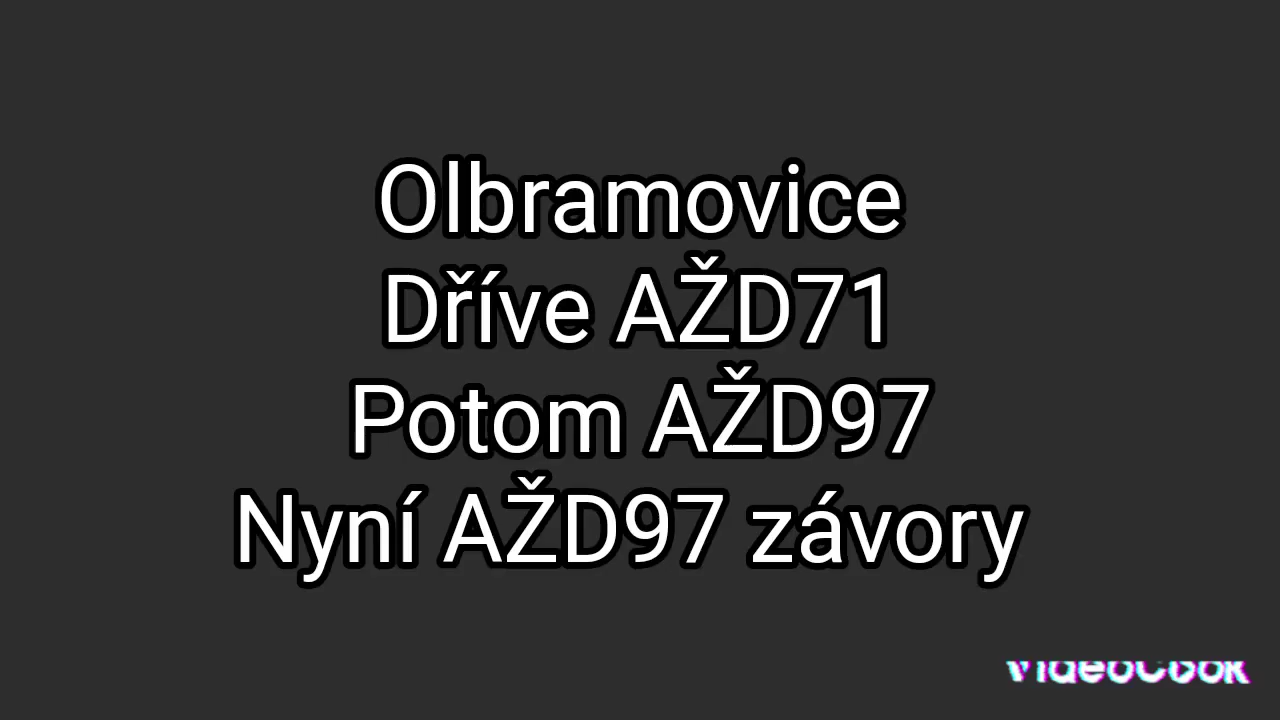 Olbramovice
Dříve AŽD71
Potom AŽD97
Nyní AŽD97 závory
VideoCook